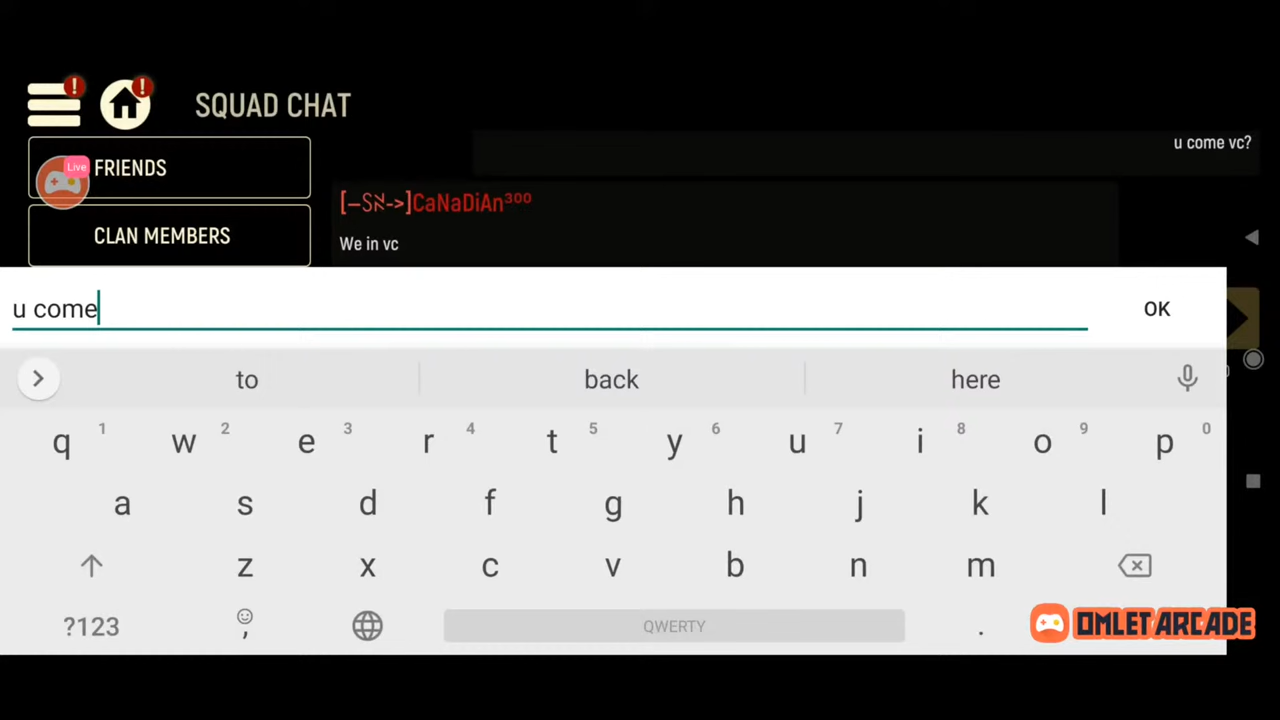 ! ! SQUAD CHAT
u come vc?
Live FRIENDS
[–Sא->]CaNaDiAn³⁰⁰
CLAN MEMBERS
We in vc
u come OK
to back here
1 2 3 4 5 6 7 8 9 0
q w e r t y u i o p
a s d f g h j k l
z x c v b n m
?123 , QWERTY .
OMLET ARCADE